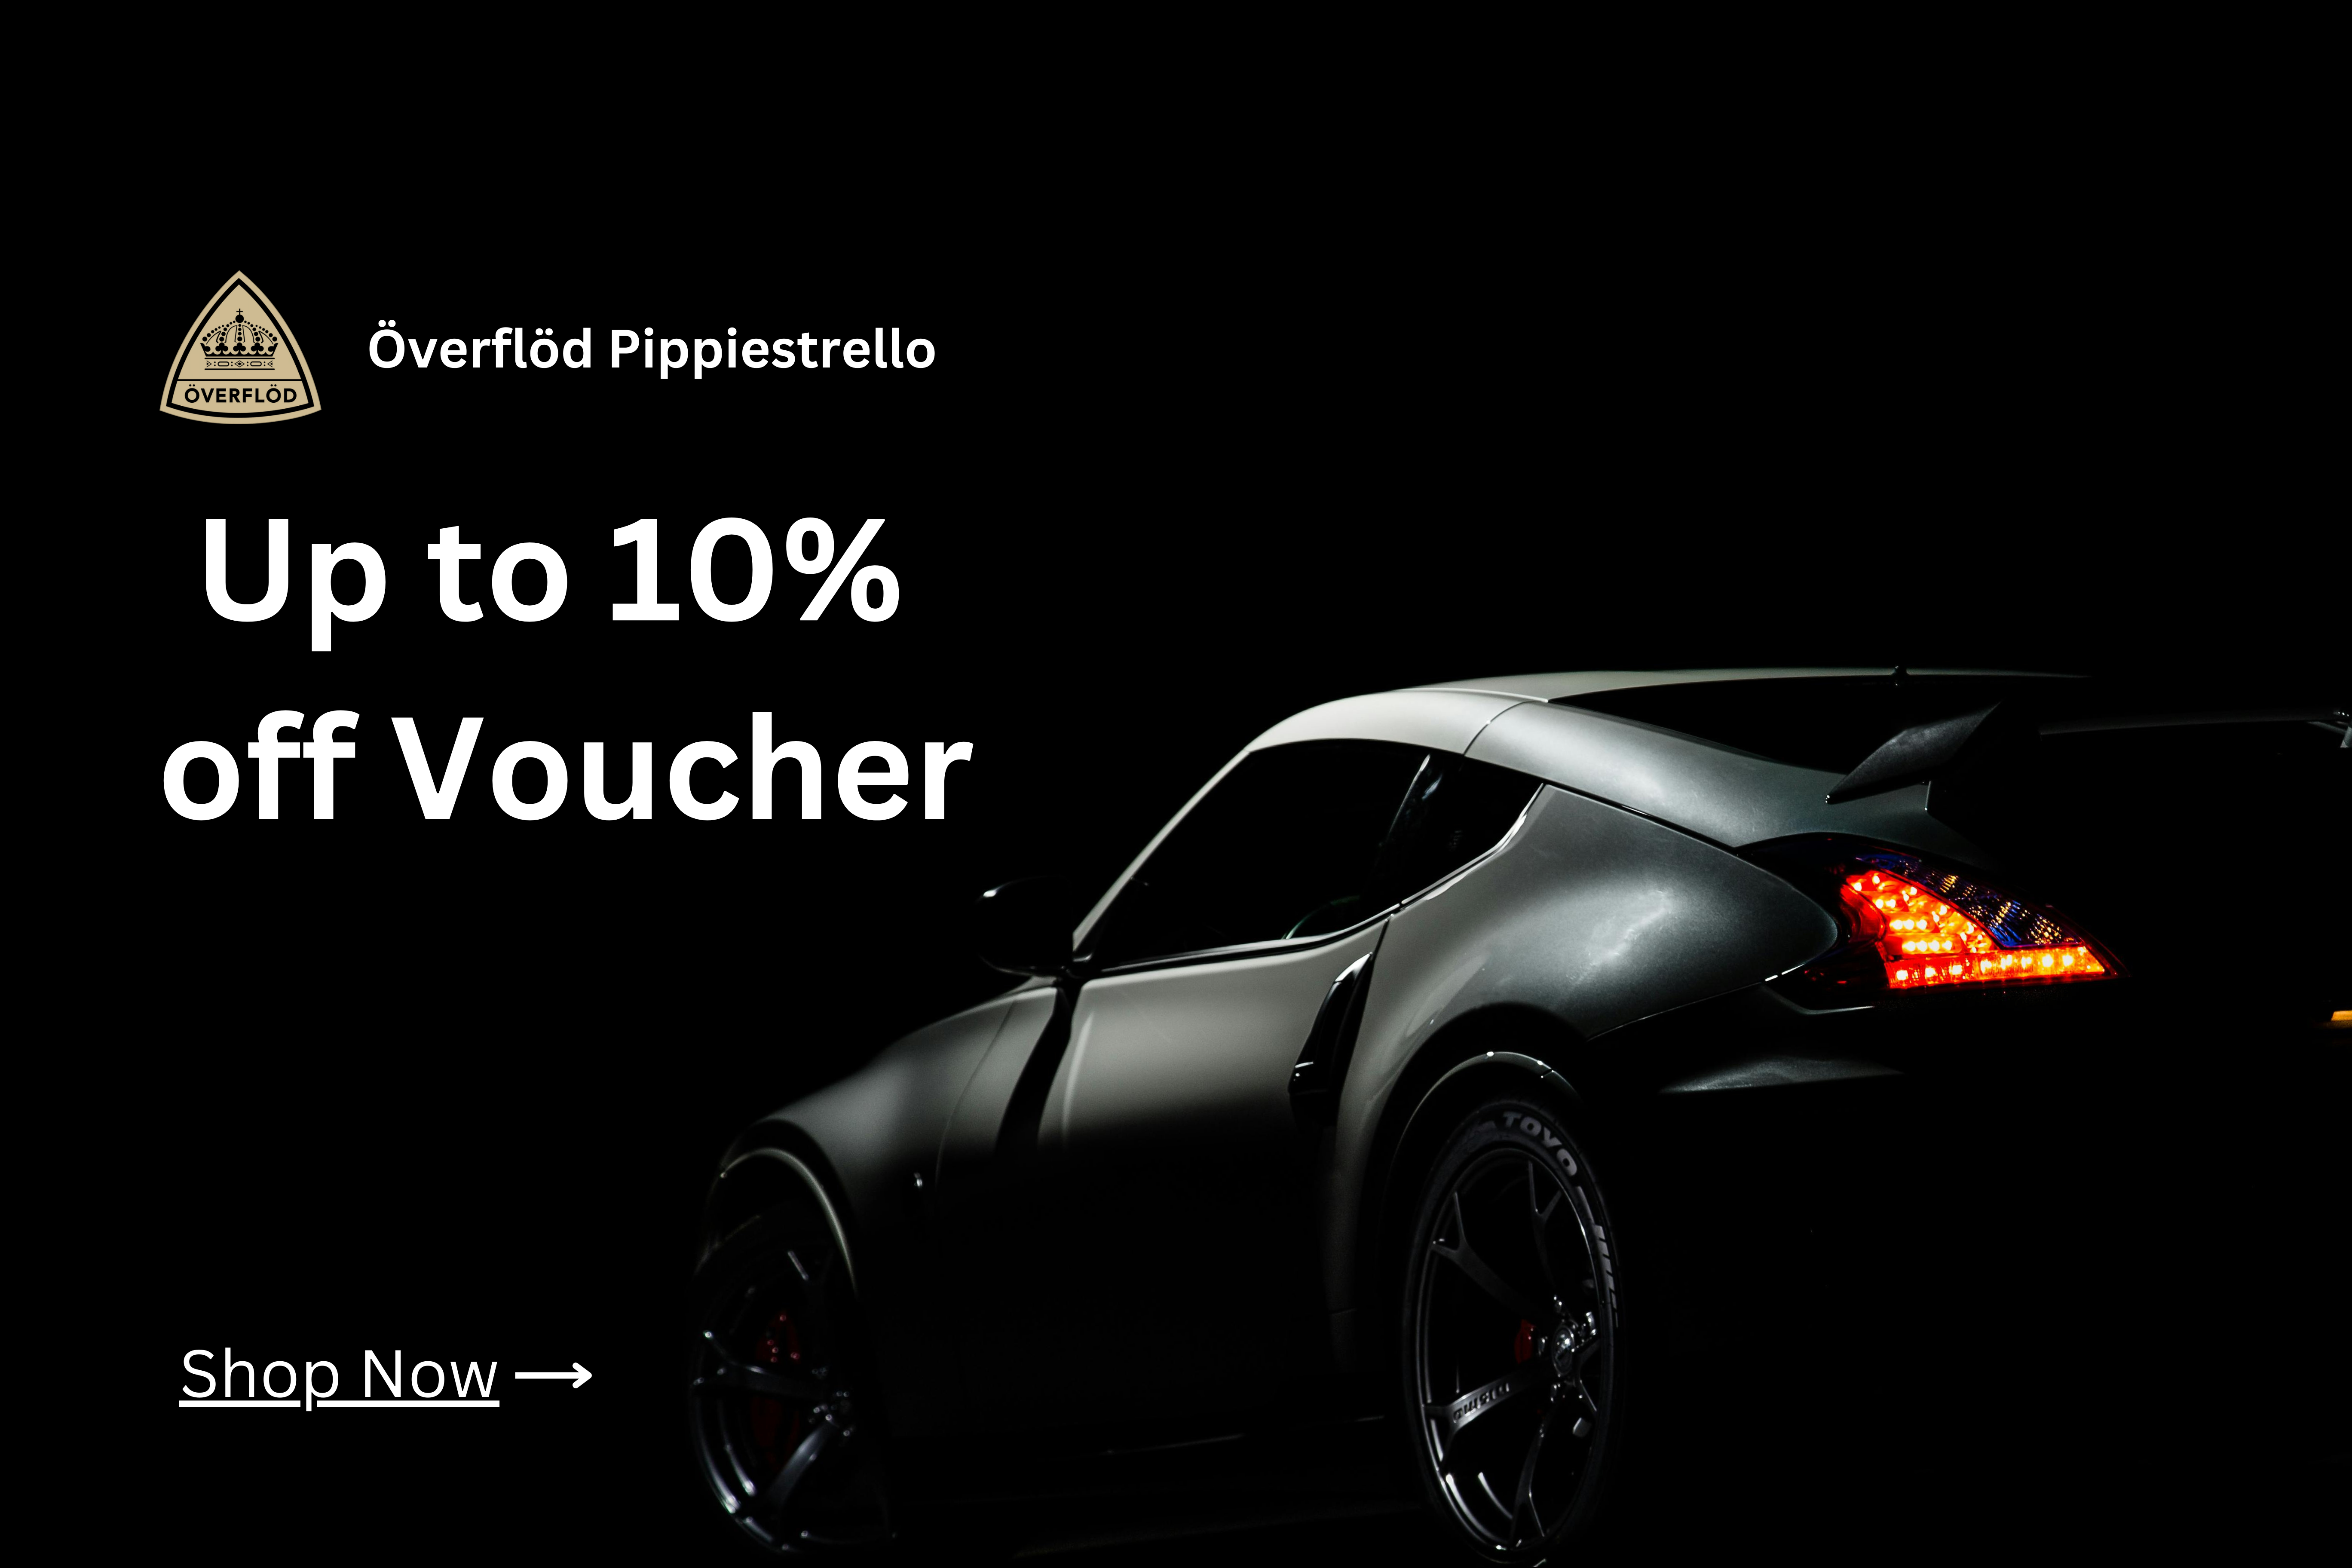 ÖVERFLÖD
Överflöd Pippiestrello
Up to 10%
off Voucher
TOYO
Shop Now